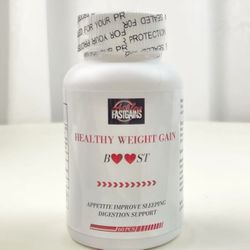 SEALED FOR YOUR PROTECTION
FASTGAINS
HEALTHY WEIGHT GAIN
B❤❤ST
APPETITE IMPROVE SLEEPING
DIGESTION SUPPORT